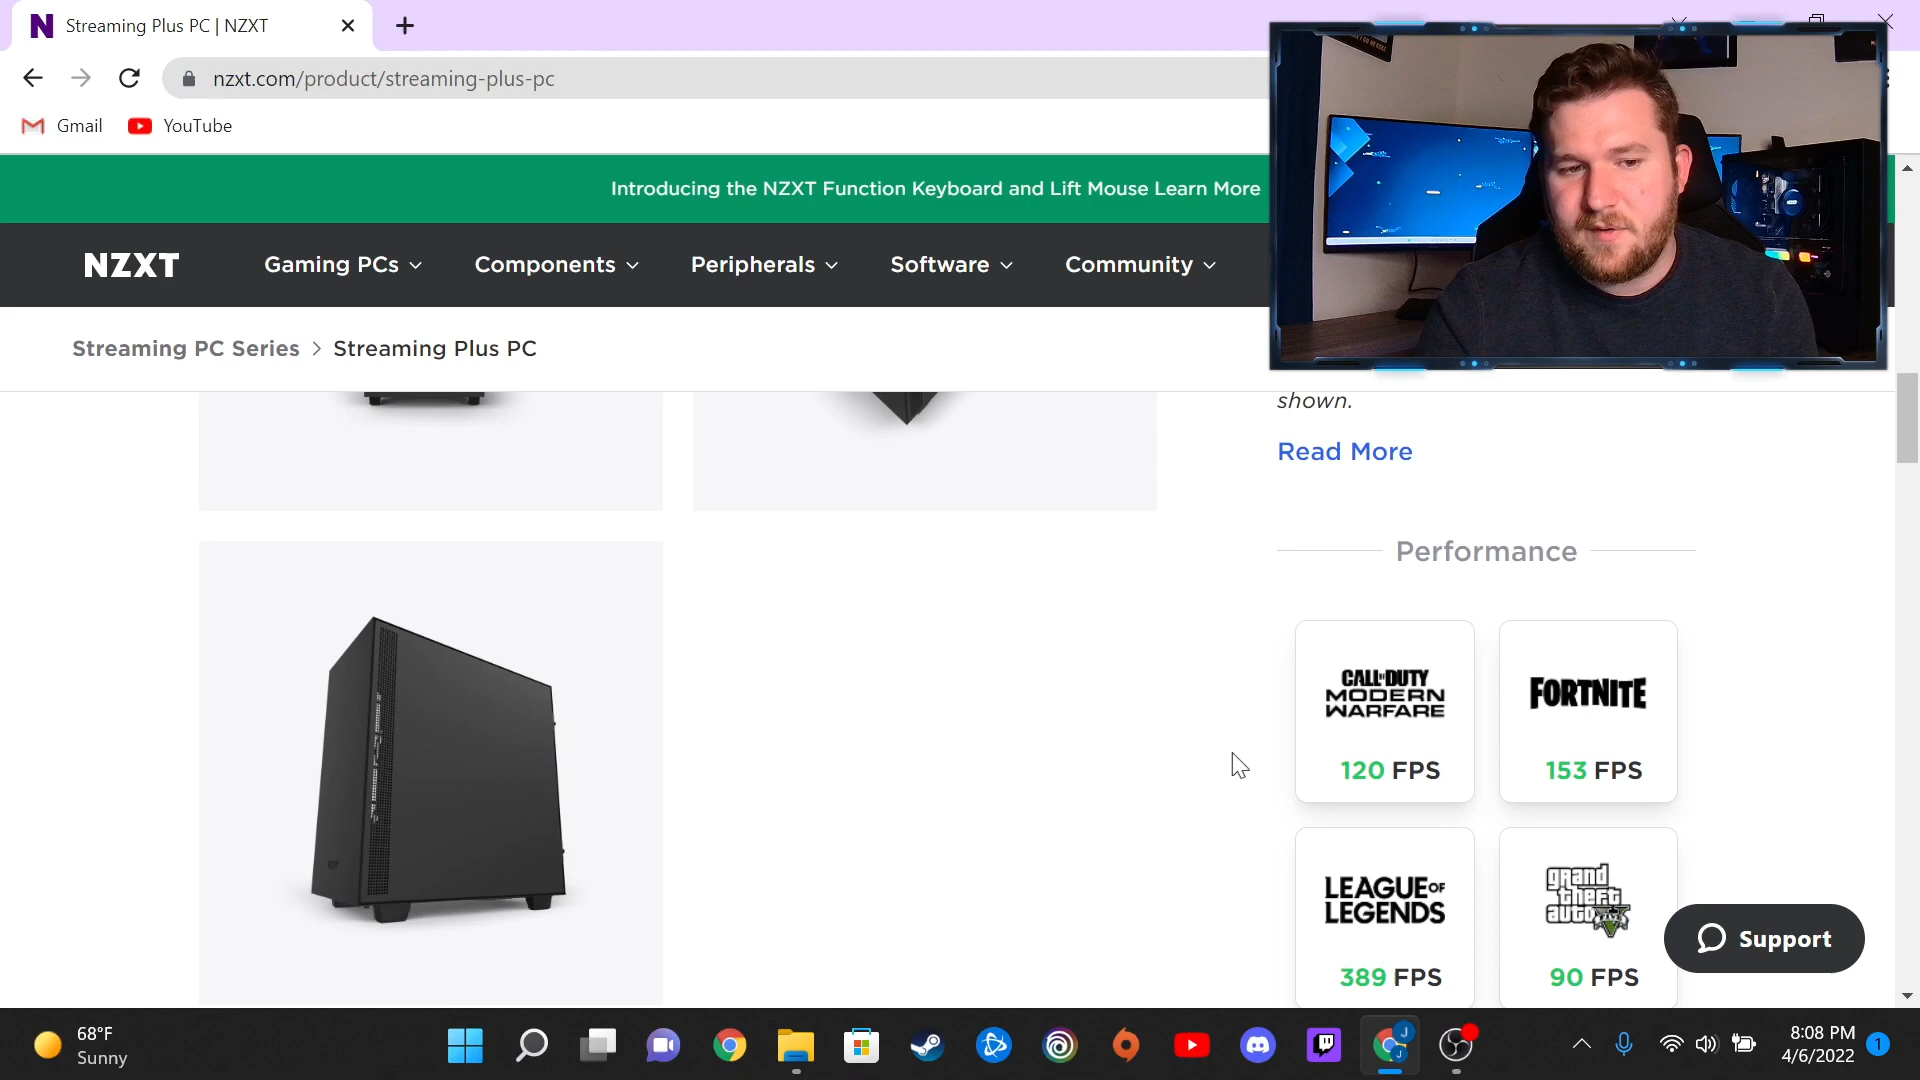 Streaming Plus PC | NZXT
nzxt.com/product/streaming-plus-pc
Gmail
YouTube
Introducing the NZXT Function Keyboard and Lift Mouse Learn More
NZXT
Gaming PCs
Components
Peripherals
Software
Community
Streaming PC Series > Streaming Plus PC
shown.
Read More
Performance
CALL OF DUTY
MODERN
WARFARE
120 FPS
FORTNITE
153 FPS
LEAGUE OF
LEGENDS
389 FPS
grand
theft
auto V
90 FPS
Support
68°F
Sunny
J
J
8:08 PM
4/6/2022
1